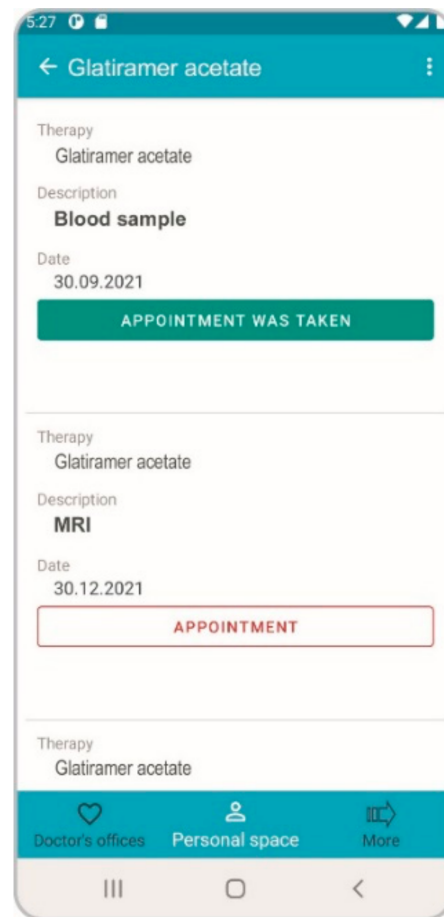 5:27
Glatiramer acetate
Therapy
Glatiramer acetate
Description
Blood sample
Date
30.09.2021
APPOINTMENT WAS TAKEN
Therapy
Glatiramer acetate
Description
MRI
Date
30.12.2021
APPOINTMENT
Therapy
Glatiramer acetate
Doctor's offices Personal space More